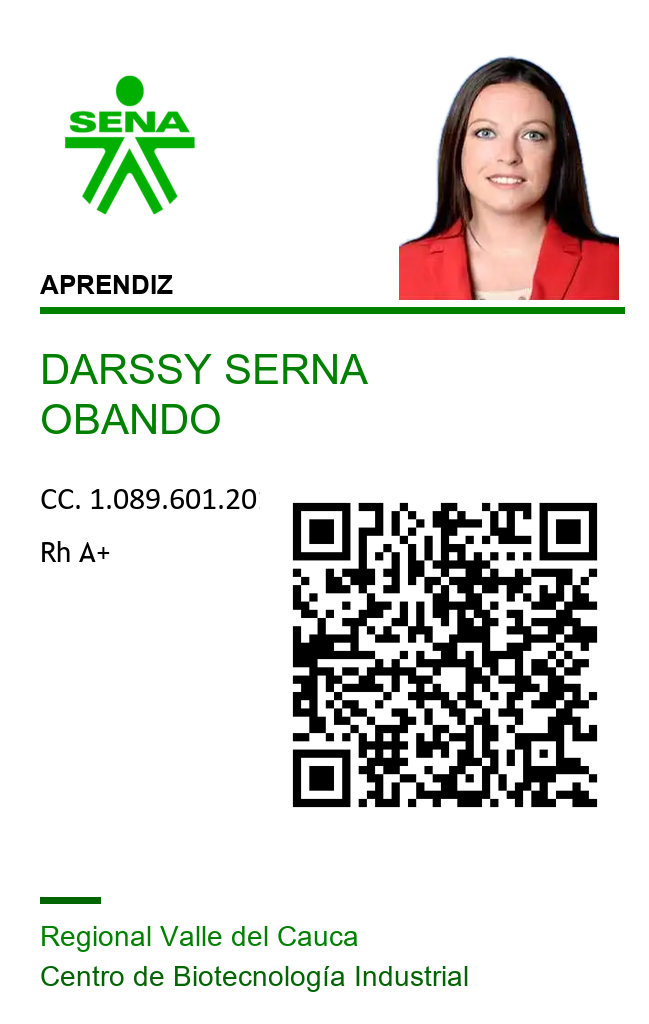 SENA
APRENDIZ
DARSSY SERNA
OBANDO
CC. 1.089.601.20
Rh A+
Regional Valle del Cauca
Centro de Biotecnología Industrial